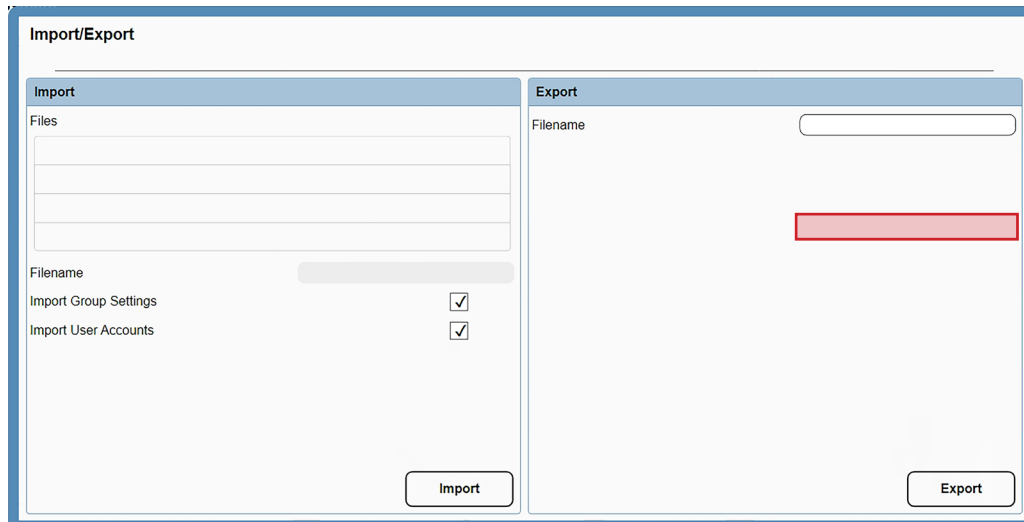 Import/Export
Import
Files
Filename
Import Group Settings
Import User Accounts
Import
Export
Filename
Export